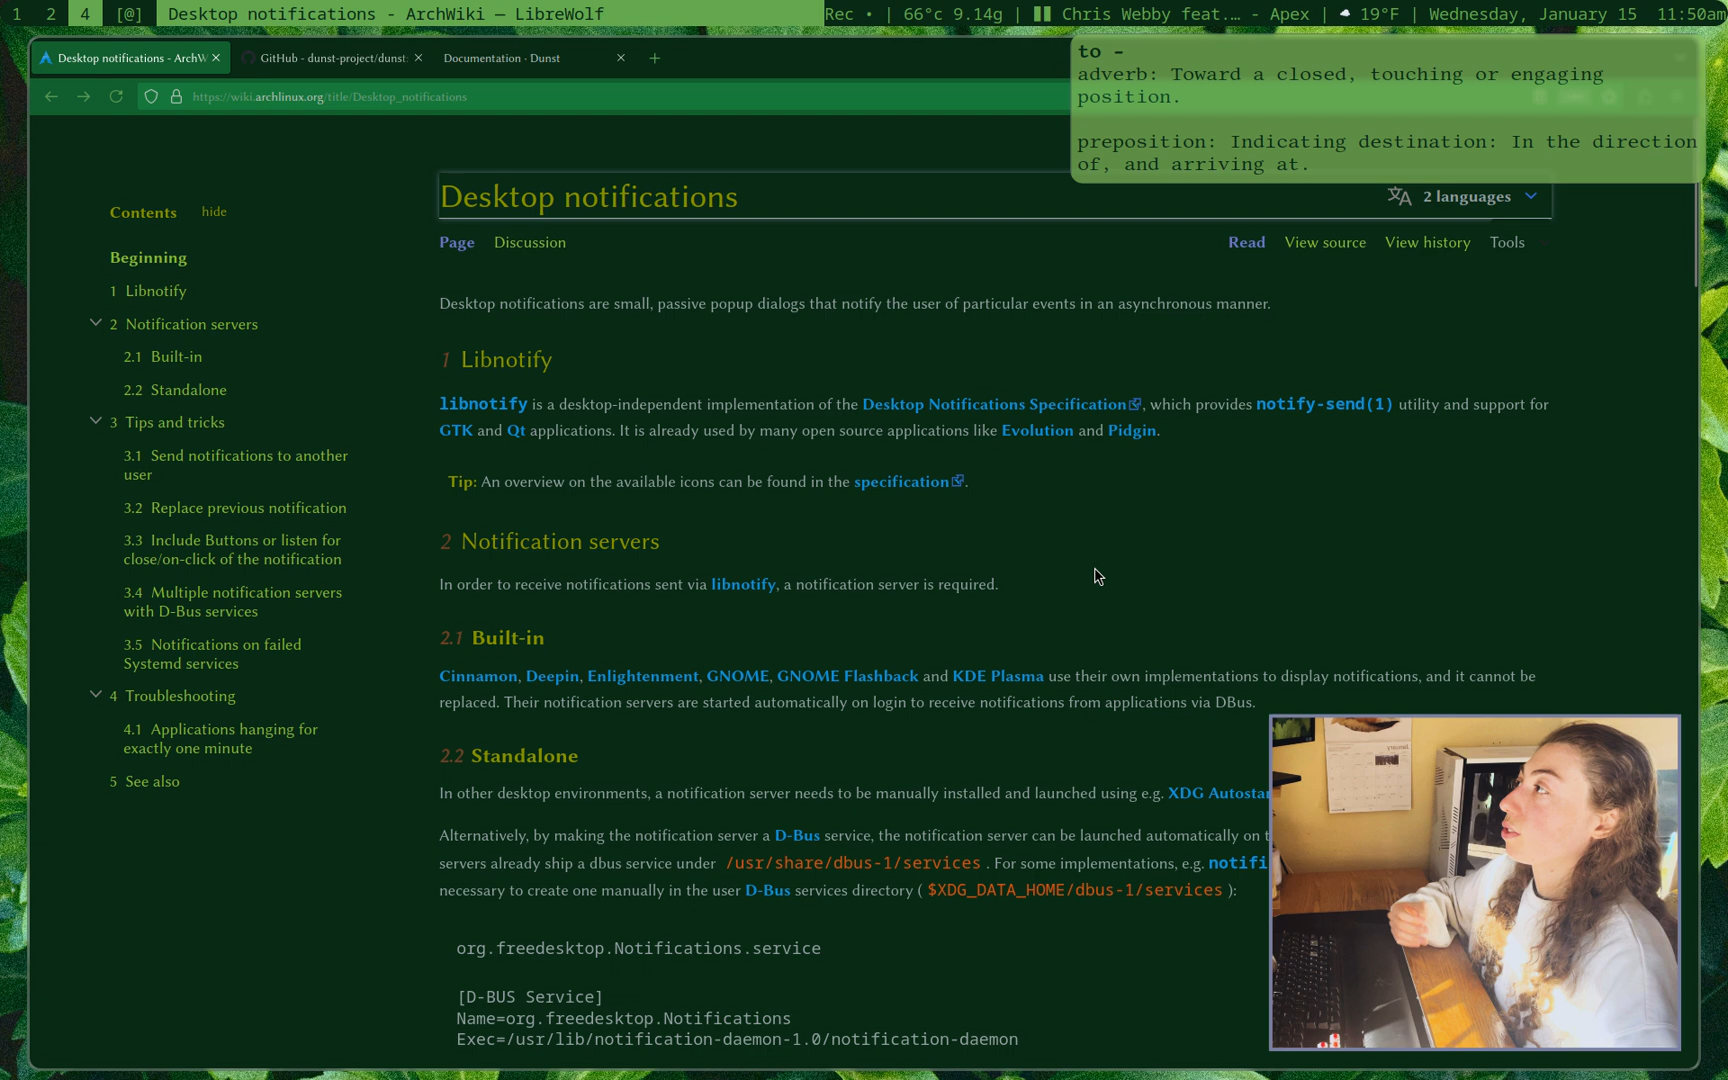 1 2 4 [@] Desktop notifications - ArchWiki — LibreWolf Rec • | 66°c 9.14g | Chris Webby feat.… - Apex | 19°F | Wednesday, January 15 11:50am
Desktop notifications - ArchW GitHub - dunst-project/dunst: Documentation · Dunst
https://wiki.archlinux.org/title/Desktop_notifications
to -
adverb: Toward a closed, touching or engaging
position.
preposition: Indicating destination: In the direction
of, and arriving at.
Contents hide
Beginning
1 Libnotify
2 Notification servers
2.1 Built-in
2.2 Standalone
3 Tips and tricks
3.1 Send notifications to another
user
3.2 Replace previous notification
3.3 Include Buttons or listen for
close/on-click of the notification
3.4 Multiple notification servers
with D-Bus services
3.5 Notifications on failed
Systemd services
4 Troubleshooting
4.1 Applications hanging for
exactly one minute
5 See also
Desktop notifications
2 languages
Page Discussion Read View source View history Tools
Desktop notifications are small, passive popup dialogs that notify the user of particular events in an asynchronous manner.
1 Libnotify
libnotify is a desktop-independent implementation of the Desktop Notifications Specification, which provides notify-send(1) utility and support for
GTK and Qt applications. It is already used by many open source applications like Evolution and Pidgin.
Tip: An overview on the available icons can be found in the specification.
2 Notification servers
In order to receive notifications sent via libnotify, a notification server is required.
2.1 Built-in
Cinnamon, Deepin, Enlightenment, GNOME, GNOME Flashback and KDE Plasma use their own implementations to display notifications, and it cannot be
replaced. Their notification servers are started automatically on login to receive notifications from applications via DBus.
2.2 Standalone
In other desktop environments, a notification server needs to be manually installed and launched using e.g. XDG Autostar
Alternatively, by making the notification server a D-Bus service, the notification server can be launched automatically on t
servers already ship a dbus service under /usr/share/dbus-1/services . For some implementations, e.g. notifi
necessary to create one manually in the user D-Bus services directory ( $XDG_DATA_HOME/dbus-1/services ):
org.freedesktop.Notifications.service
[D-BUS Service]
Name=org.freedesktop.Notifications
Exec=/usr/lib/notification-daemon-1.0/notification-daemon